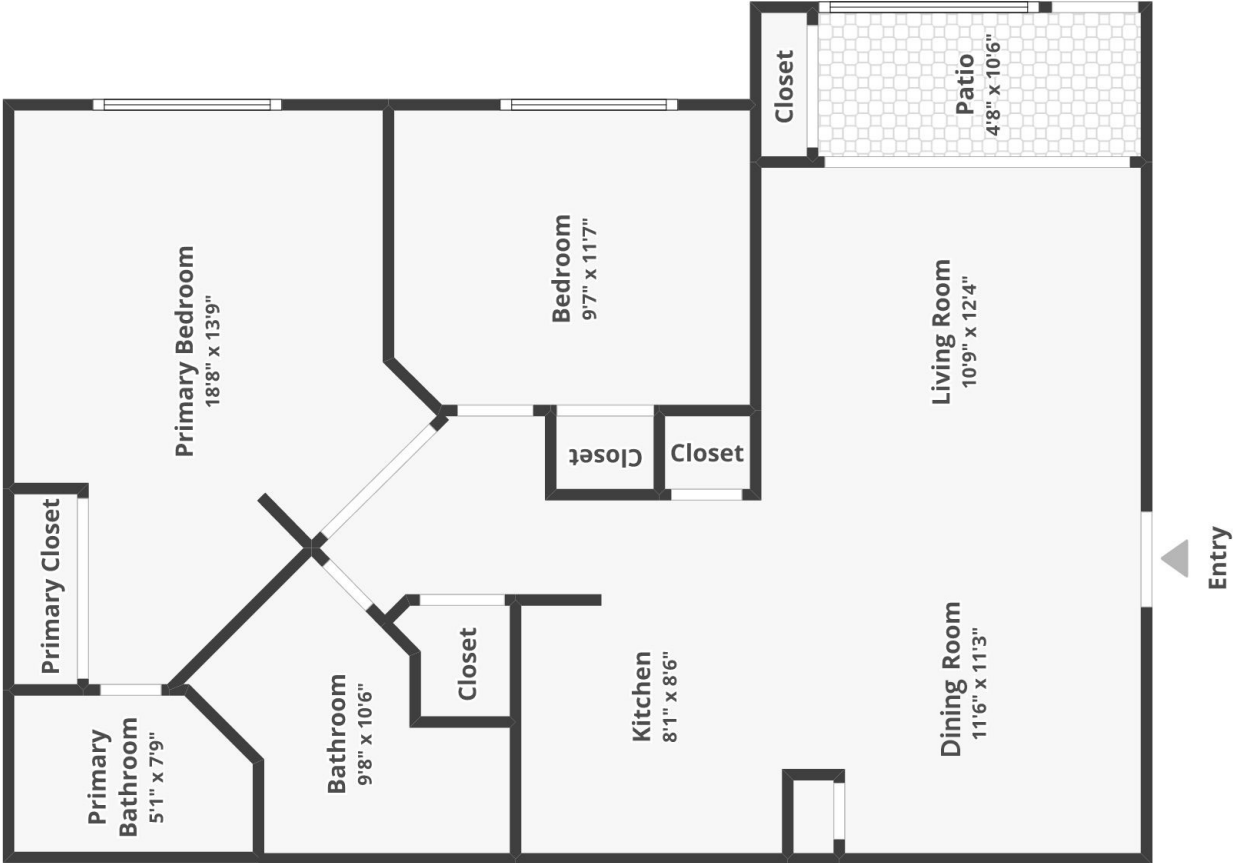 Closet
Patio
4'8" x 10'6"
Primary Bedroom
18'8" x 13'9"
Bedroom
9'7" x 11'7"
Living Room
10'9" x 12'4"
Closet
Closet
Primary Closet
Entry
Closet
Kitchen
8'1" x 8'6"
Dining Room
11'6" x 11'3"
Bathroom
9'8" x 10'6"
Primary
Bathroom
5'1" x 7'9"